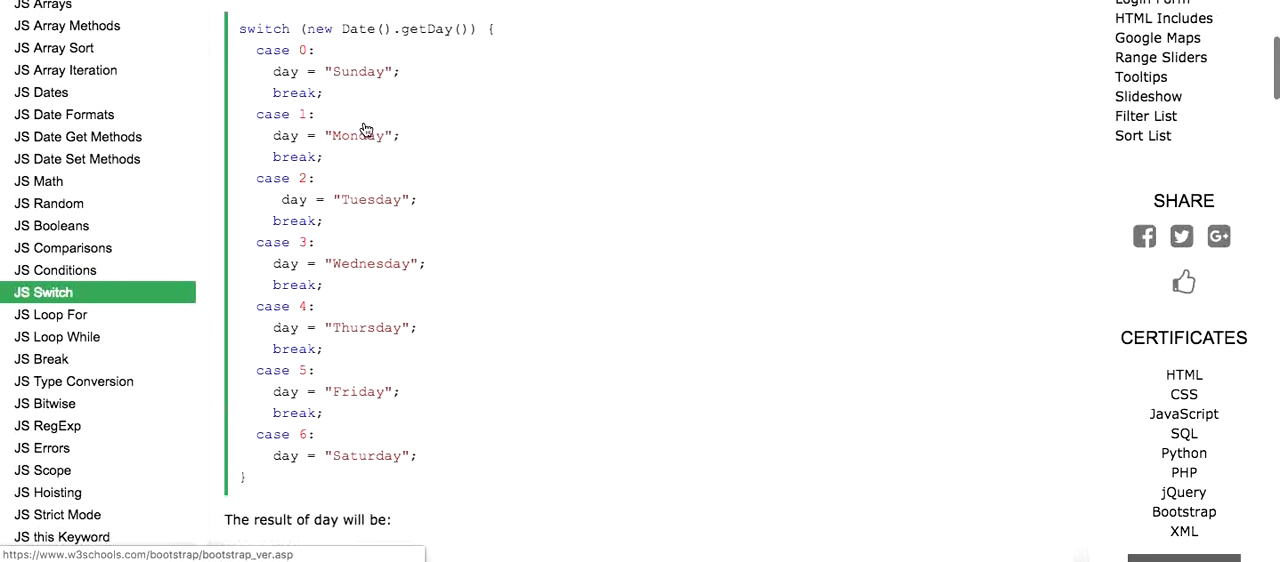 JS Arrays
JS Array Methods
JS Array Sort
JS Array Iteration
JS Dates
JS Date Formats
JS Date Get Methods
JS Date Set Methods
JS Math
JS Random
JS Booleans
JS Comparisons
JS Conditions
JS Switch
JS Loop For
JS Loop While
JS Break
JS Type Conversion
JS Bitwise
JS RegExp
JS Errors
JS Scope
JS Hoisting
JS Strict Mode
JS this Keyword
switch (new Date().getDay()) {
case 0:
day = "Sunday";
break;
case 1:
day = "Monday";
break;
case 2:
day = "Tuesday";
break;
case 3:
day = "Wednesday";
break;
case 4:
day = "Thursday";
break;
case 5:
day = "Friday";
break;
case 6:
day = "Saturday";
}
The result of day will be:
Login Form
HTML Includes
Google Maps
Range Sliders
Tooltips
Slideshow
Filter List
Sort List
SHARE
CERTIFICATES
HTML
CSS
JavaScript
SQL
Python
PHP
jQuery
Bootstrap
XML
https://www.w3schools.com/bootstrap/bootstrap_ver.asp